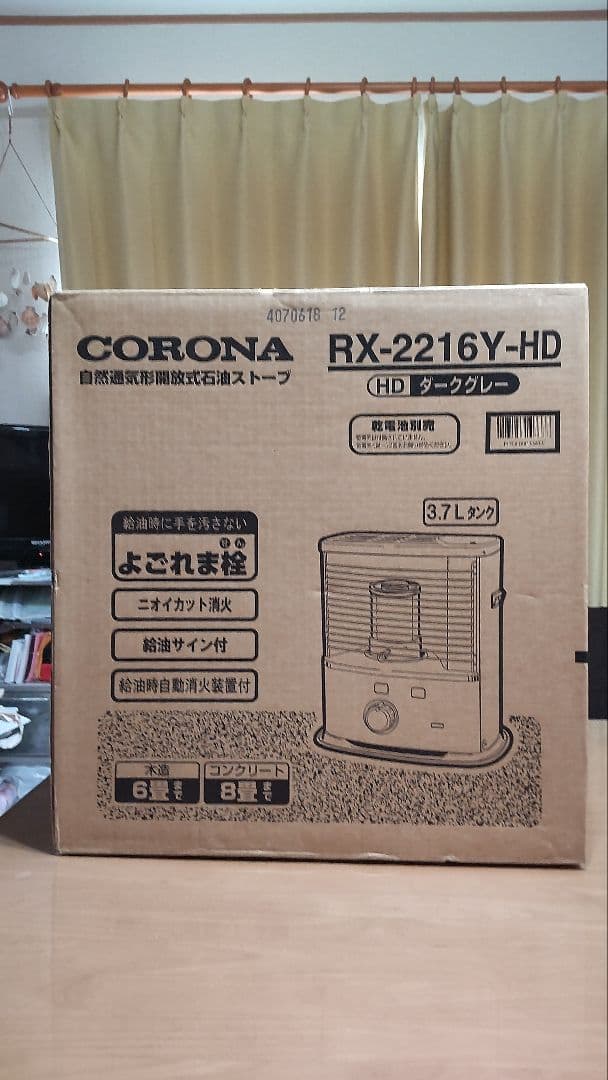 4070618 12
CORONA
RX-2216Y-HD
自然通気形開放式石油ストーブ
HD ダークグレー
乾電池別売
3.7Lタンク
給油時に手を汚さない
よごれま栓
せん
ニオイカット消火
給油サイン付
給油時自動消火装置付
木造
6畳まで
コンクリート
8畳まで